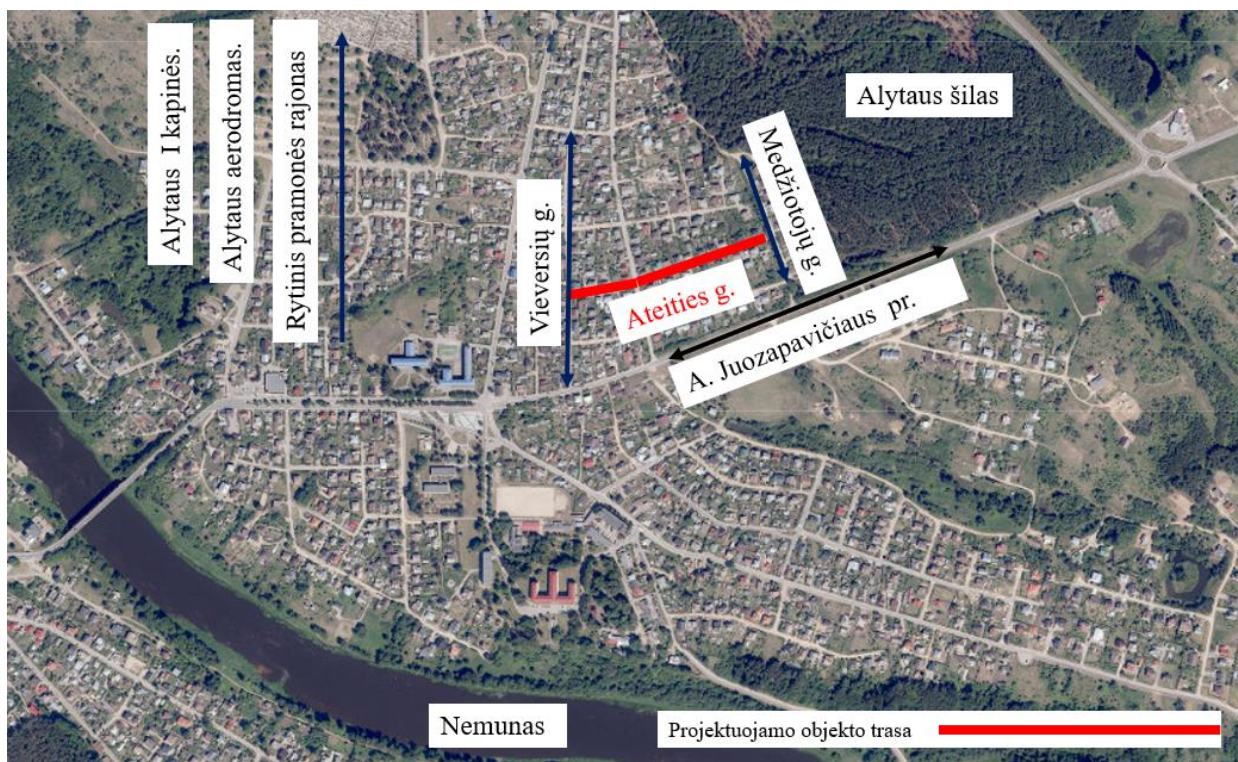 Alytaus I kapinės.
Alytaus aerodromas.
Rytinis pramonės rajonas
Vieversių g.
Ateities g.
Medžiotojų g.
Alytaus šilas
A. Juozapavičiaus pr.
Nemunas
Projektuojamo objekto trasa